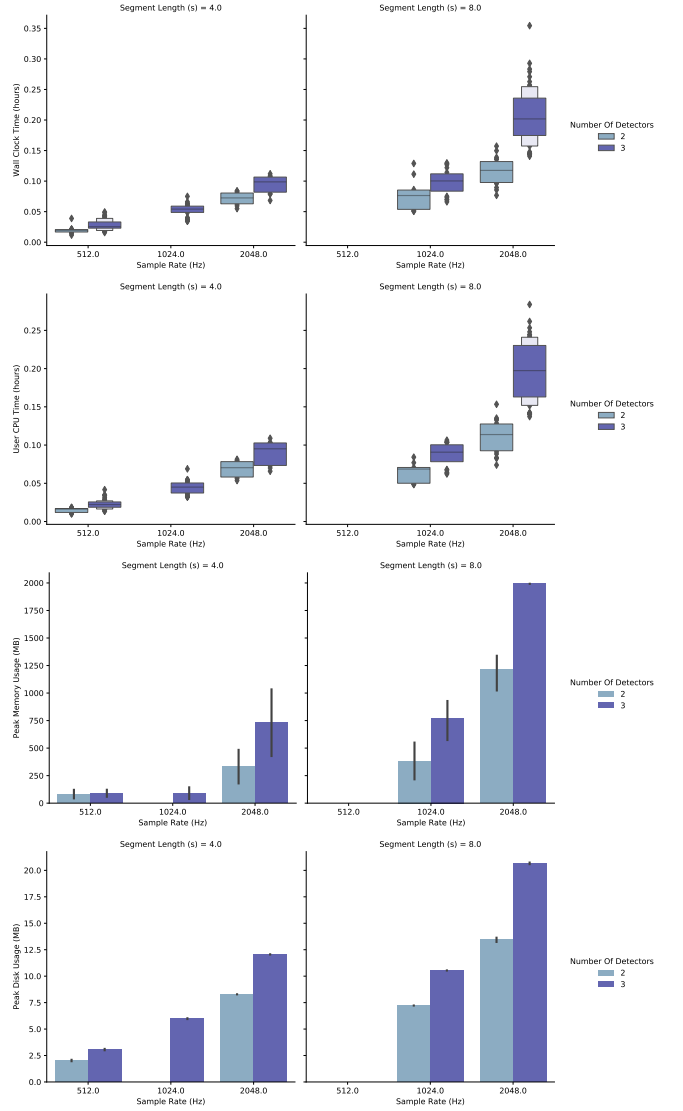 Segment Length (s) = 4.0
Segment Length (s) = 8.0
Wall Clock Time (hours)
0.35
0.30
0.25
0.20
0.15
0.10
0.05
0.00
512.0 1024.0 2048.0
Sample Rate (Hz)
512.0 1024.0 2048.0
Sample Rate (Hz)
Number Of Detectors
2
3
Segment Length (s) = 4.0
Segment Length (s) = 8.0
User CPU Time (hours)
0.25
0.20
0.15
0.10
0.05
0.00
512.0 1024.0 2048.0
Sample Rate (Hz)
512.0 1024.0 2048.0
Sample Rate (Hz)
Number Of Detectors
2
3
Segment Length (s) = 4.0
Segment Length (s) = 8.0
Peak Memory Usage (MB)
2000
1750
1500
1250
1000
750
500
250
0
512.0 1024.0 2048.0
Sample Rate (Hz)
512.0 1024.0 2048.0
Sample Rate (Hz)
Number Of Detectors
2
3
Segment Length (s) = 4.0
Segment Length (s) = 8.0
Peak Disk Usage (MB)
20.0
17.5
15.0
12.5
10.0
7.5
5.0
2.5
0.0
512.0 1024.0 2048.0
Sample Rate (Hz)
512.0 1024.0 2048.0
Sample Rate (Hz)
Number Of Detectors
2
3